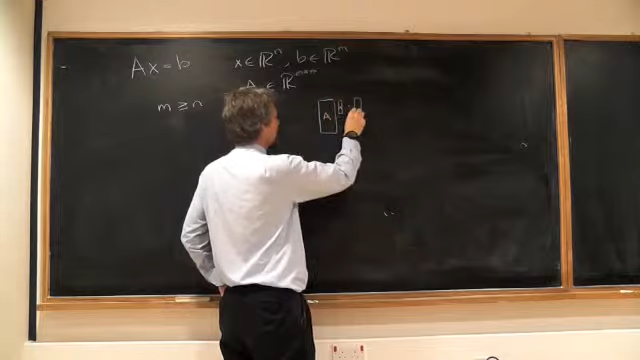 Ax = b x ∈ ℝⁿ, b ∈ ℝᵐ
A ∈ ℝᵐˣⁿ
m ≥ n
A